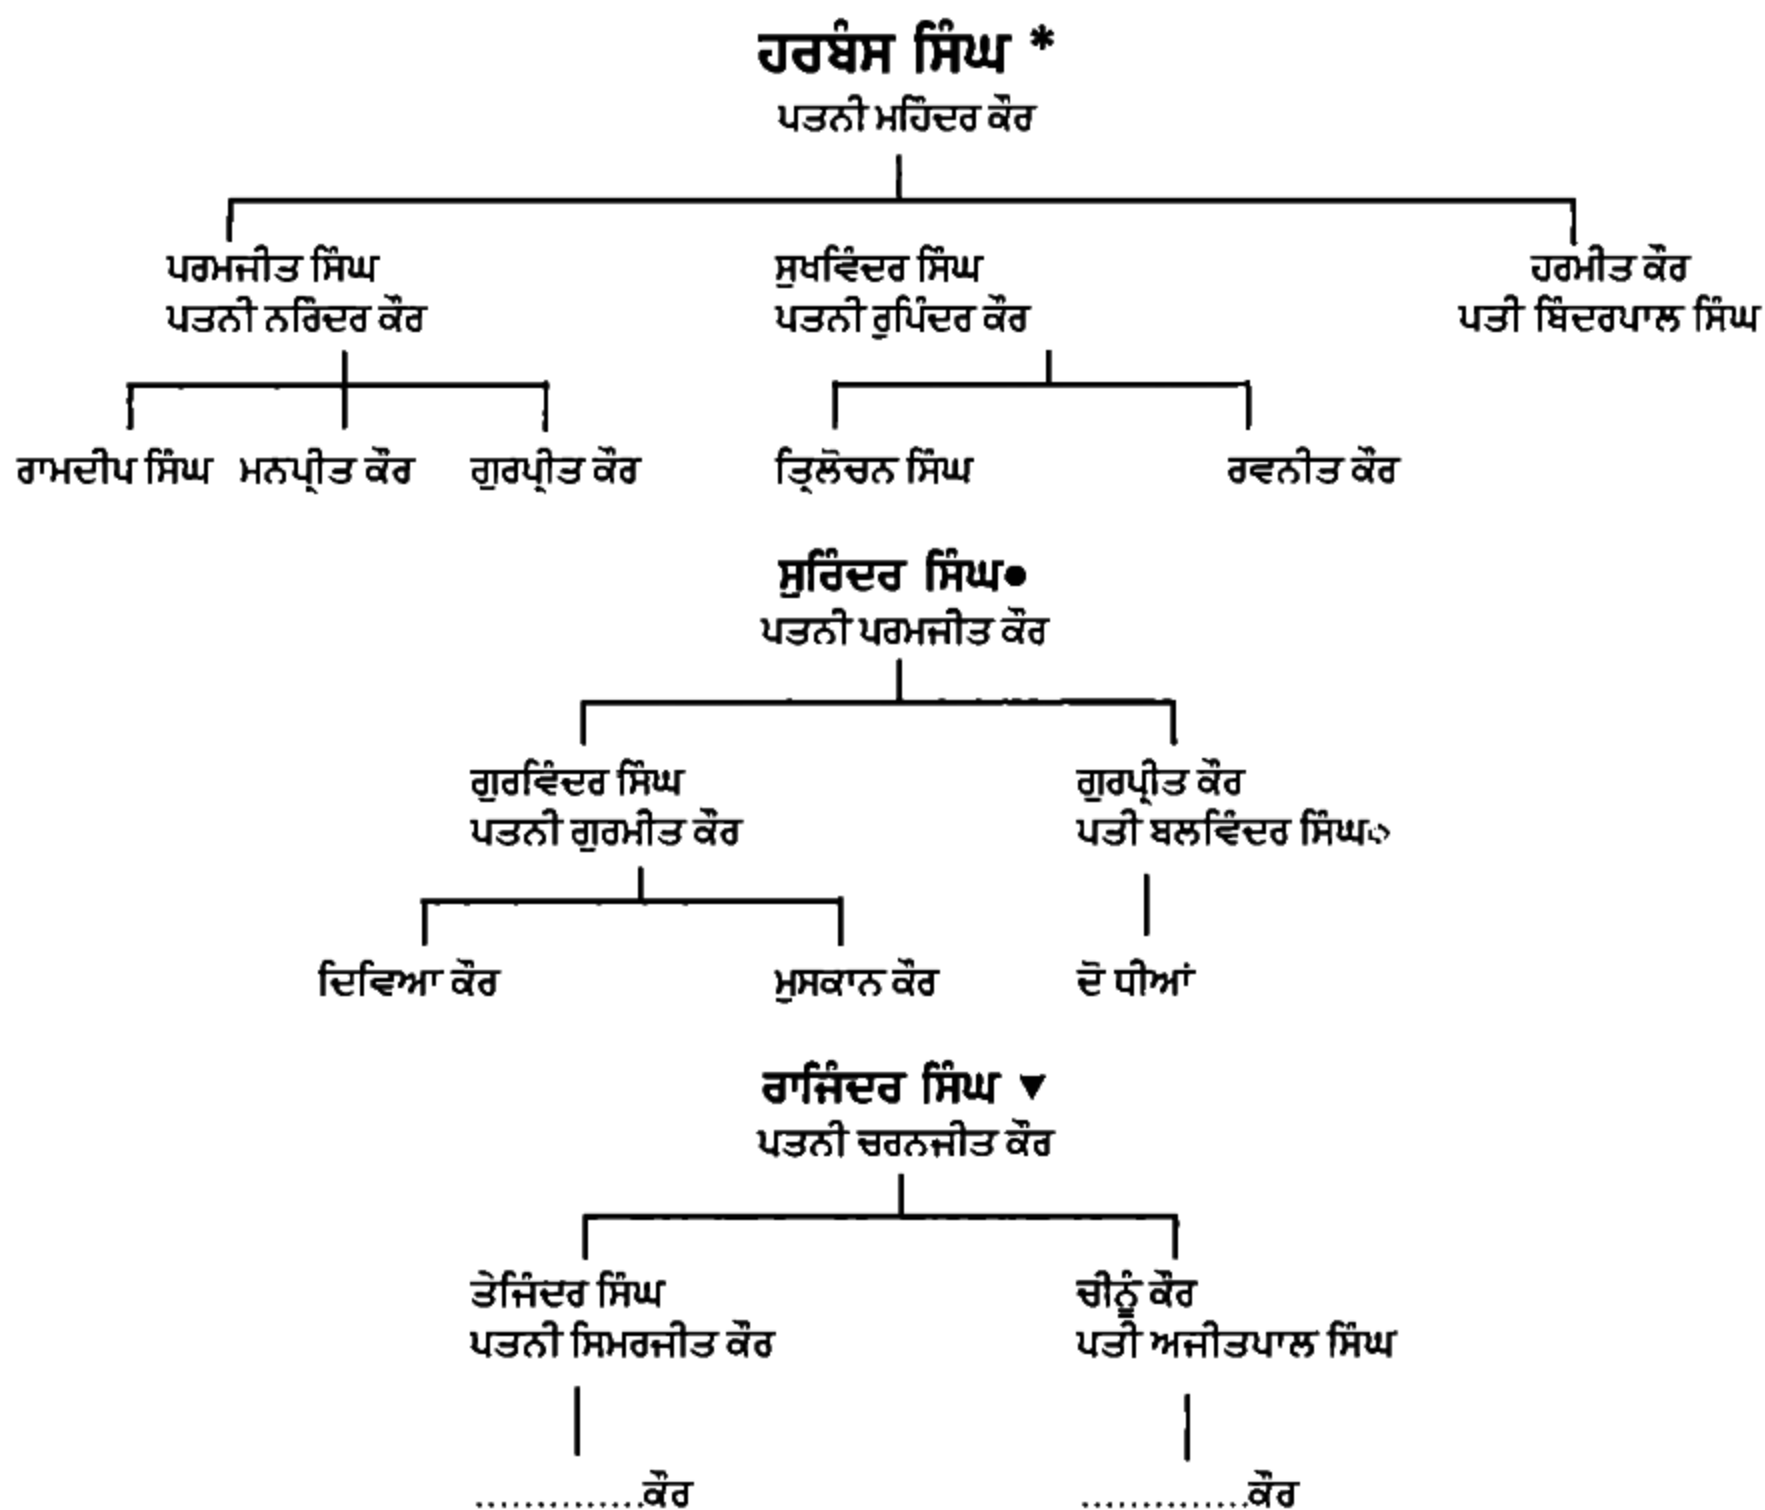 ਹਰਬੰਸ ਸਿੰਘ *
ਪਤਨੀ ਮਹਿੰਦਰ ਕੌਰ
ਪਰਮਜੀਤ ਸਿੰਘ ਸੁਖਵਿੰਦਰ ਸਿੰਘ ਹਰਮੀਤ ਕੌਰ
ਪਤਨੀ ਨਰਿੰਦਰ ਕੌਰ ਪਤਨੀ ਰੁਪਿੰਦਰ ਕੌਰ ਪਤੀ ਬਿੰਦਰਪਾਲ ਸਿੰਘ
ਰਾਮਦੀਪ ਸਿੰਘ ਮਨਪ੍ਰੀਤ ਕੌਰ ਗੁਰਪ੍ਰੀਤ ਕੌਰ ਤ੍ਰਿਲੋਚਨ ਸਿੰਘ ਰਵਨੀਤ ਕੌਰ
ਸੁਰਿੰਦਰ ਸਿੰਘ●
ਪਤਨੀ ਪਰਮਜੀਤ ਕੌਰ
ਗੁਰਵਿੰਦਰ ਸਿੰਘ ਗੁਰਪ੍ਰੀਤ ਕੌਰ
ਪਤਨੀ ਗੁਰਮੀਤ ਕੌਰ ਪਤੀ ਬਲਵਿੰਦਰ ਸਿੰਘ
ਦਿਵਿਆ ਕੌਰ ਮੁਸਕਾਨ ਕੌਰ ਦੋ ਧੀਆਂ
ਰਾਜਿੰਦਰ ਸਿੰਘ ▼
ਪਤਨੀ ਚਰਨਜੀਤ ਕੌਰ
ਤੇਜਿੰਦਰ ਸਿੰਘ ਚੀਨੂੰ ਕੌਰ
ਪਤਨੀ ਸਿਮਰਜੀਤ ਕੌਰ ਪਤੀ ਅਜੀਤਪਾਲ ਸਿੰਘ
..............ਕੌਰ ..............ਕੌਰ